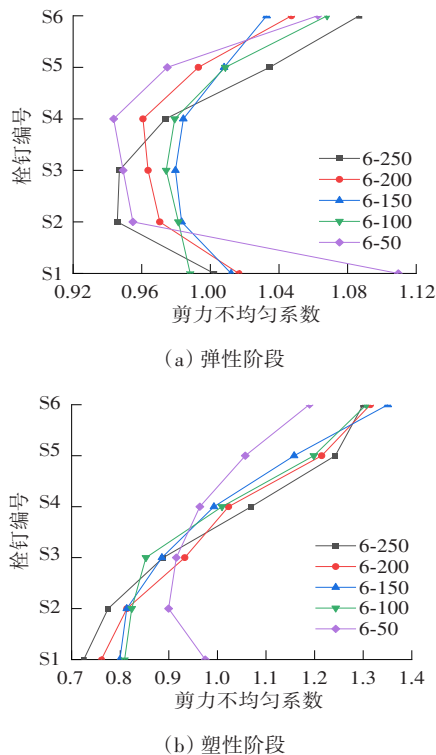 S6
S5
S4
S3
S2
S1
栓钉编号
6-250
6-200
6-150
6-100
6-50
0.92 0.96 1.00 1.04 1.08 1.12
剪力不均匀系数
(a) 弹性阶段
S6
S5
S4
S3
S2
S1
栓钉编号
6-250
6-200
6-150
6-100
6-50
0.7 0.8 0.9 1.0 1.1 1.2 1.3 1.4
剪力不均匀系数
(b) 塑性阶段